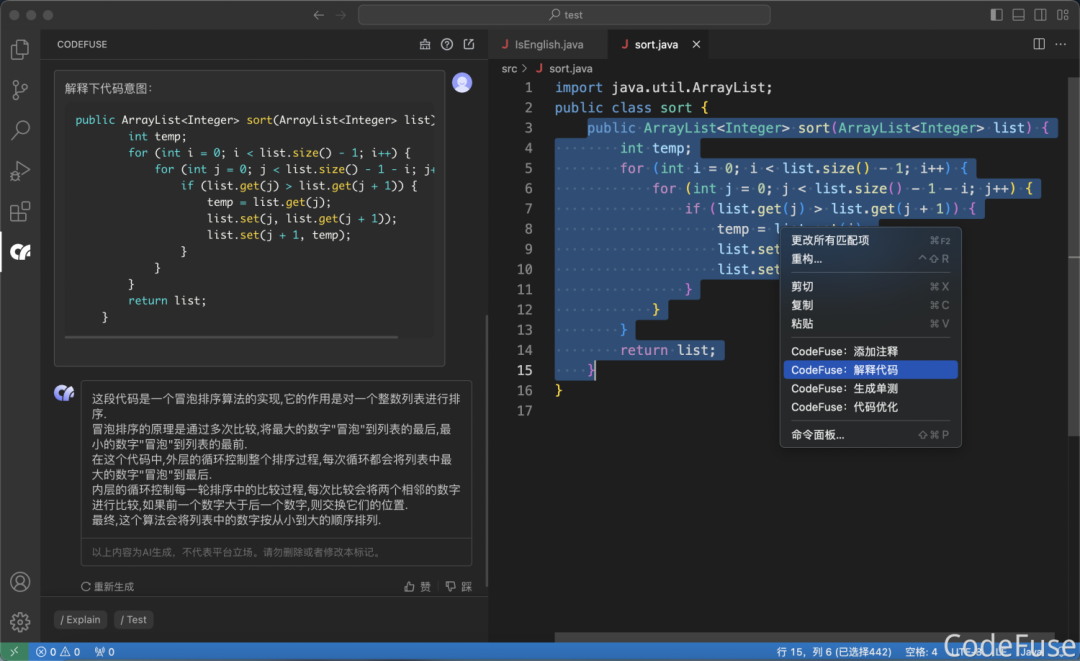 test
CODEFUSE
解释下代码意图:
public ArrayList<Integer> sort(ArrayList<Integer> list)
int temp;
for (int i = 0; i < list.size() - 1; i++) {
for (int j = 0; j < list.size() - 1 - i; j+
if (list.get(j) > list.get(j + 1)) {
temp = list.get(j);
list.set(j, list.get(j + 1));
list.set(j + 1, temp);
}
}
}
return list;
}
这段代码是一个冒泡排序算法的实现,它的作用是对一个整数列表进行排
序.
冒泡排序的原理是通过多次比较,将最大的数字"冒泡"到列表的最后,最
小的数字"冒泡"到列表的最前.
在这个代码中,外层的循环控制整个排序过程,每次循环都会将列表中最
大的数字"冒泡"到最后.
内层的循环控制每一轮排序中的比较过程,每次比较会将两个相邻的数字
进行比较,如果前一个数字大于后一个数字,则交换它们的位置.
最终,这个算法会将列表中的数字按从小到大的顺序排列.
以上内容为AI生成，不代表平台立场。请勿删除或者修改本标记。
重新生成 赞 踩
/ Explain / Test
IsEnglish.java sort.java
src > sort.java
1 import java.util.ArrayList;
2 public class sort {
3 public ArrayList<Integer> sort(ArrayList<Integer> list) {
4 int temp;
5 for (int i = 0; i < list.size() - 1; i++) {
6 for (int j = 0; j < list.size() - 1 - i; j++) {
7 if (list.get(j) > list.get(j + 1)) {
8 temp =
9 list.set
10 list.set
11 }
12 }
13 }
14 return list;
15 }
16 }
17
更改所有匹配项 ⌘F2
重构... ^⇧R
剪切 ⌘X
复制 ⌘C
粘贴 ⌘V
CodeFuse：添加注释
CodeFuse：解释代码
CodeFuse：生成单测
CodeFuse：代码优化
命令面板... ⇧⌘P
0 0 0
行 15，列 6 (已选择442) 空格: 4
CodeFuse